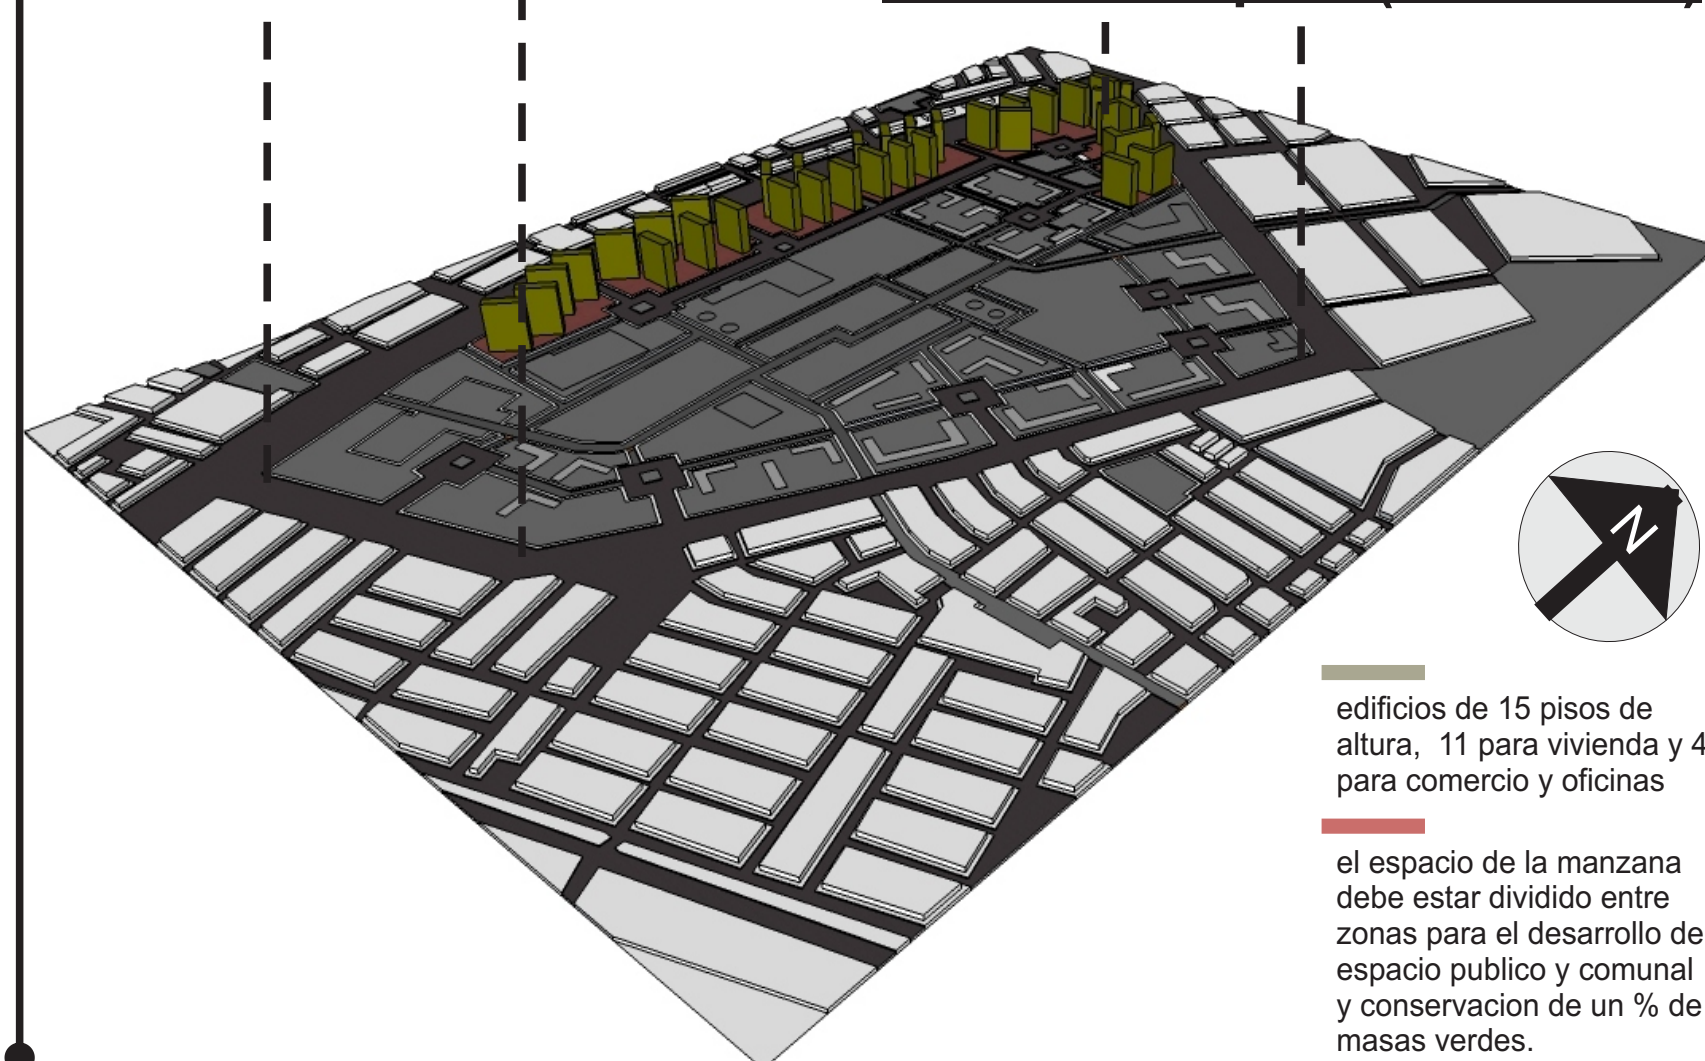 N
edificios de 15 pisos de
altura,  11 para vivienda y 4
para comercio y oficinas
el espacio de la manzana
debe estar dividido entre
zonas para el desarrollo de
espacio publico y comunal
y conservacion de un % de
masas verdes.